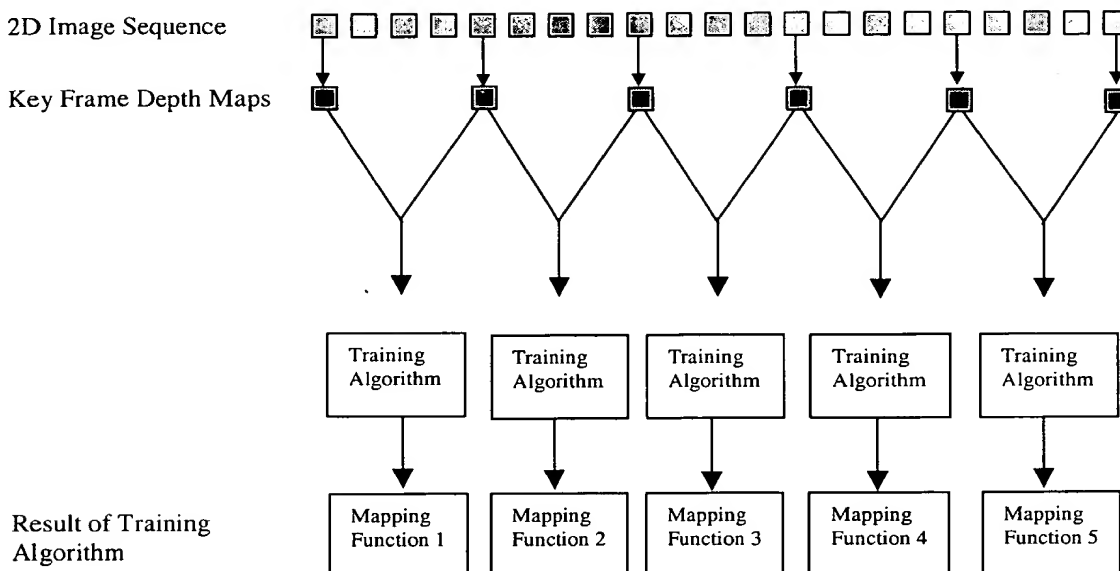 2D Image Sequence
Key Frame Depth Maps
Training
Algorithm
Training
Algorithm
Training
Algorithm
Training
Algorithm
Training
Algorithm
Result of Training
Algorithm
Mapping
Function 1
Mapping
Function 2
Mapping
Function 3
Mapping
Function 4
Mapping
Function 5